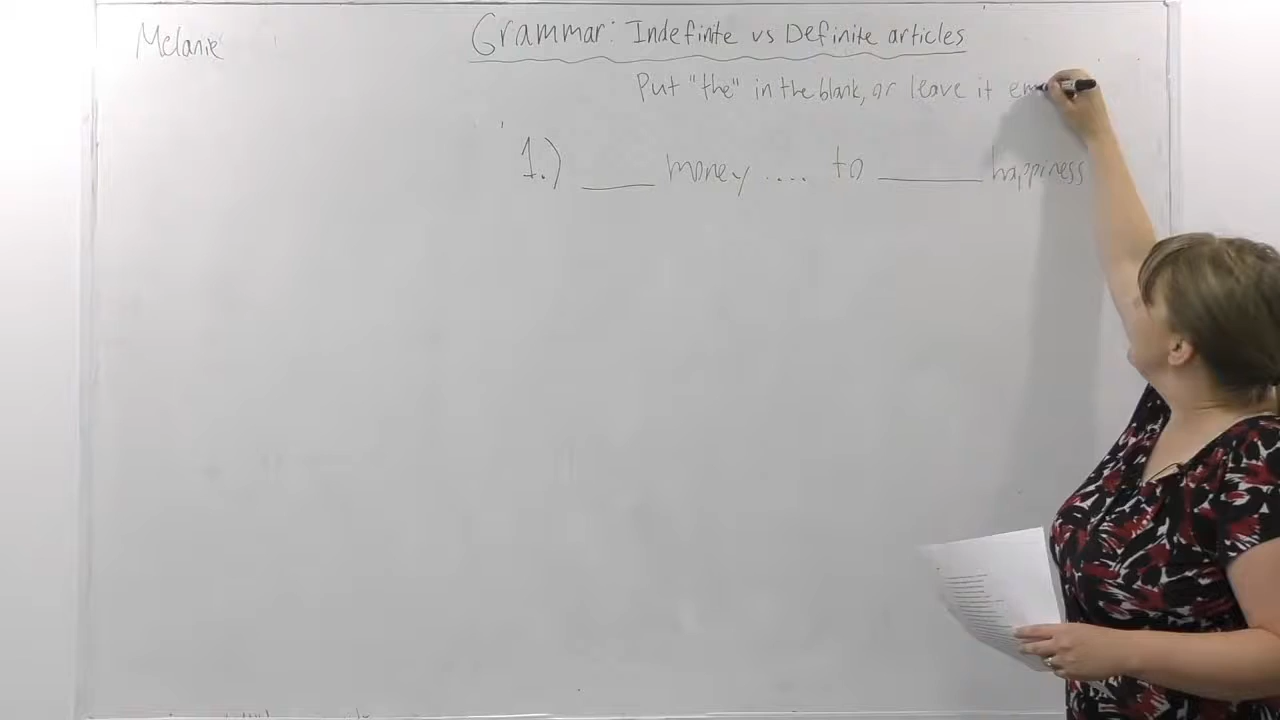 Melanie
Grammar: Indefinite vs Definite articles
Put "the" in the blank, or leave it em
1.) ____ money .... to ______ happiness